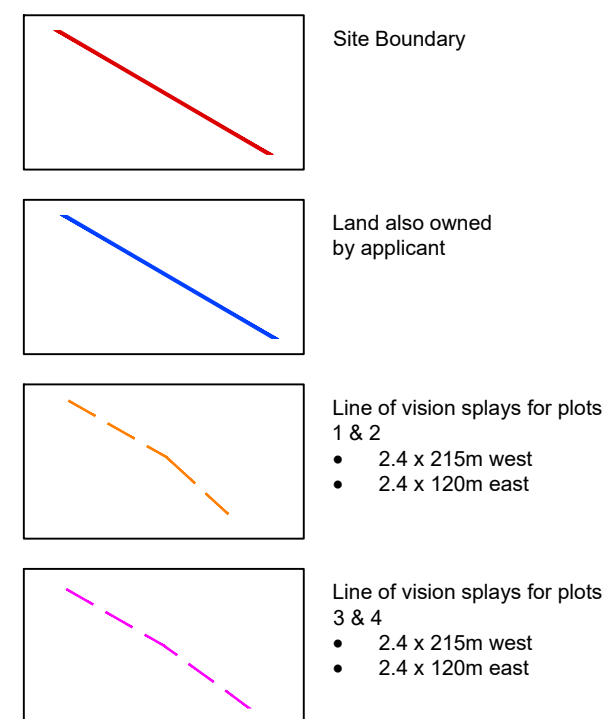 Site Boundary
Land also owned
by applicant
Line of vision splays for plots
1 & 2
• 2.4 x 215m west
• 2.4 x 120m east
Line of vision splays for plots
3 & 4
• 2.4 x 215m west
• 2.4 x 120m east